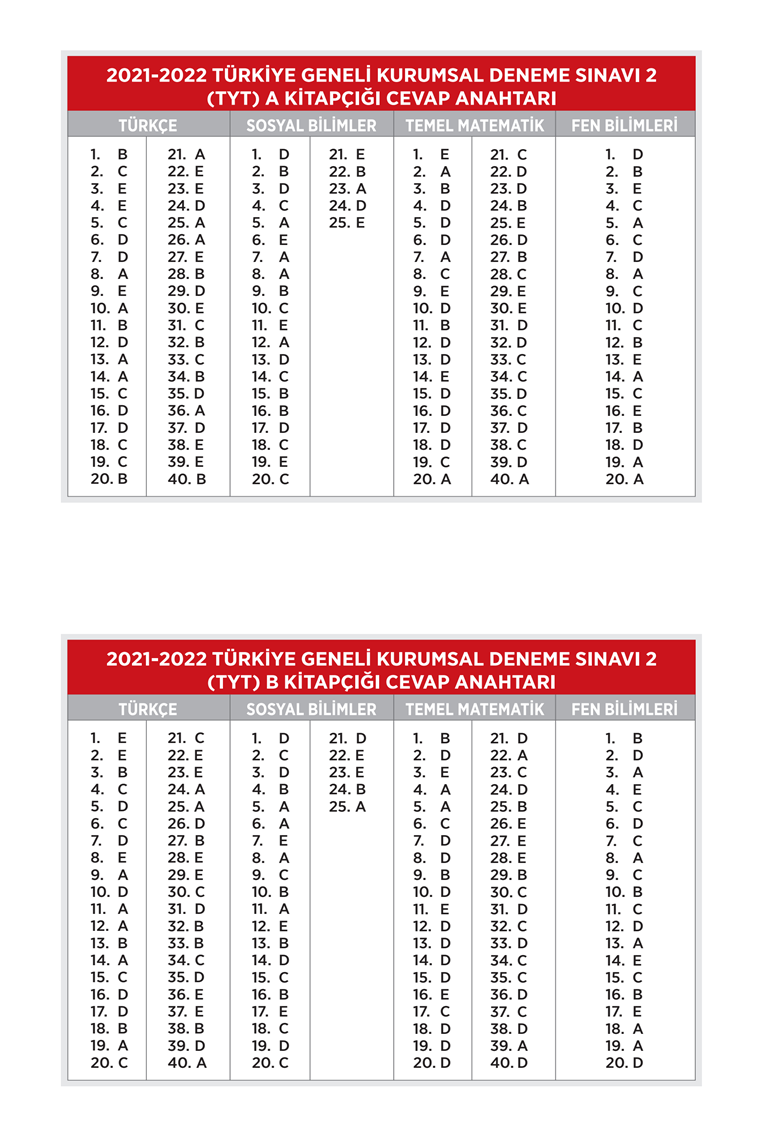 2021-2022 TÜRKİYE GENELİ KURUMSAL DENEME SINAVI 2
(TYT) A KİTAPÇIĞI CEVAP ANAHTARI
TÜRKÇE SOSYAL BİLİMLER TEMEL MATEMATİK FEN BİLİMLERİ
1. B 21. A 1. D 21. E 1. E 21. C 1. D
2. C 22. E 2. B 22. B 2. A 22. D 2. B
3. E 23. E 3. D 23. A 3. B 23. D 3. E
4. E 24. D 4. C 24. D 4. D 24. B 4. C
5. C 25. A 5. A 25. E 5. D 25. E 5. A
6. D 26. A 6. E 6. D 26. D 6. C
7. D 27. E 7. A 7. A 27. B 7. D
8. A 28. B 8. A 8. C 28. C 8. A
9. E 29. D 9. B 9. E 29. E 9. C
10. A 30. E 10. C 10. D 30. E 10. D
11. B 31. C 11. E 11. B 31. D 11. C
12. D 32. B 12. A 12. D 32. D 12. B
13. A 33. C 13. D 13. D 33. C 13. E
14. A 34. B 14. C 14. E 34. C 14. A
15. C 35. D 15. B 15. D 35. D 15. C
16. D 36. A 16. B 16. D 36. C 16. E
17. D 37. D 17. D 17. D 37. D 17. B
18. C 38. E 18. C 18. D 38. C 18. D
19. C 39. E 19. E 19. C 39. D 19. A
20. B 40. B 20. C 20. A 40. A 20. A
2021-2022 TÜRKİYE GENELİ KURUMSAL DENEME SINAVI 2
(TYT) B KİTAPÇIĞI CEVAP ANAHTARI
TÜRKÇE SOSYAL BİLİMLER TEMEL MATEMATİK FEN BİLİMLERİ
1. E 21. C 1. D 21. D 1. B 21. D 1. B
2. E 22. E 2. C 22. E 2. D 22. A 2. D
3. B 23. E 3. D 23. E 3. E 23. C 3. A
4. C 24. A 4. B 24. B 4. A 24. D 4. E
5. D 25. A 5. A 25. A 5. A 25. B 5. C
6. C 26. D 6. A 6. C 26. E 6. D
7. D 27. B 7. E 7. D 27. E 7. C
8. E 28. E 8. A 8. D 28. E 8. A
9. A 29. E 9. C 9. B 29. B 9. C
10. D 30. C 10. B 10. D 30. C 10. B
11. A 31. D 11. A 11. E 31. D 11. C
12. A 32. B 12. E 12. D 32. C 12. D
13. B 33. B 13. B 13. D 33. D 13. A
14. A 34. C 14. D 14. D 34. C 14. E
15. C 35. D 15. C 15. D 35. C 15. C
16. D 36. E 16. B 16. E 36. D 16. B
17. D 37. E 17. E 17. C 37. C 17. E
18. B 38. B 18. C 18. D 38. D 18. A
19. A 39. D 19. D 19. D 39. A 19. A
20. C 40. A 20. C 20. D 40. D 20. D